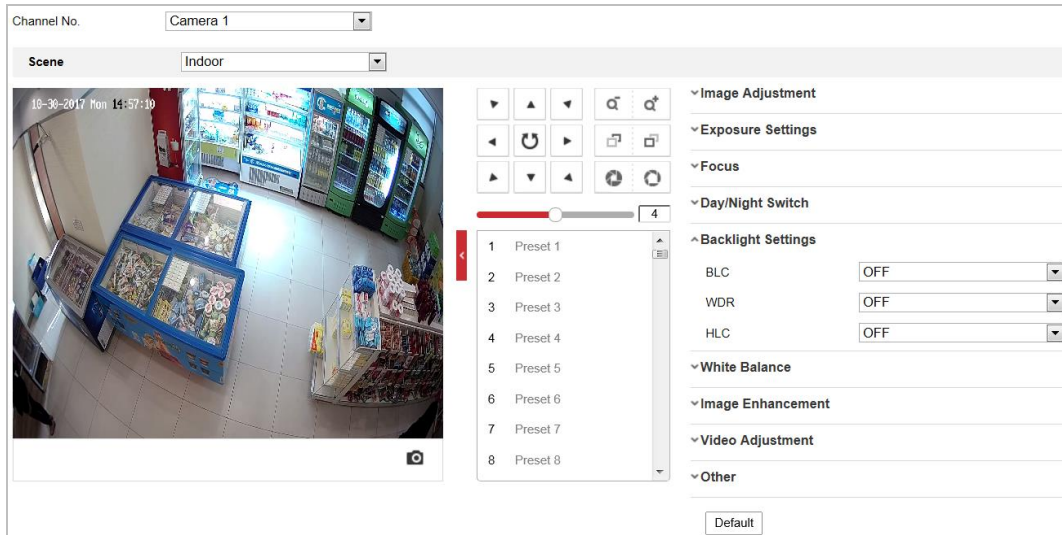 Channel No. Camera 1
Scene Indoor
10-30-2017 Mon 14:57:10
4
1 Preset 1
2 Preset 2
3 Preset 3
4 Preset 4
5 Preset 5
6 Preset 6
7 Preset 7
8 Preset 8
Image Adjustment
Exposure Settings
Focus
Day/Night Switch
Backlight Settings
BLC OFF
WDR OFF
HLC OFF
White Balance
Image Enhancement
Video Adjustment
Other
Default